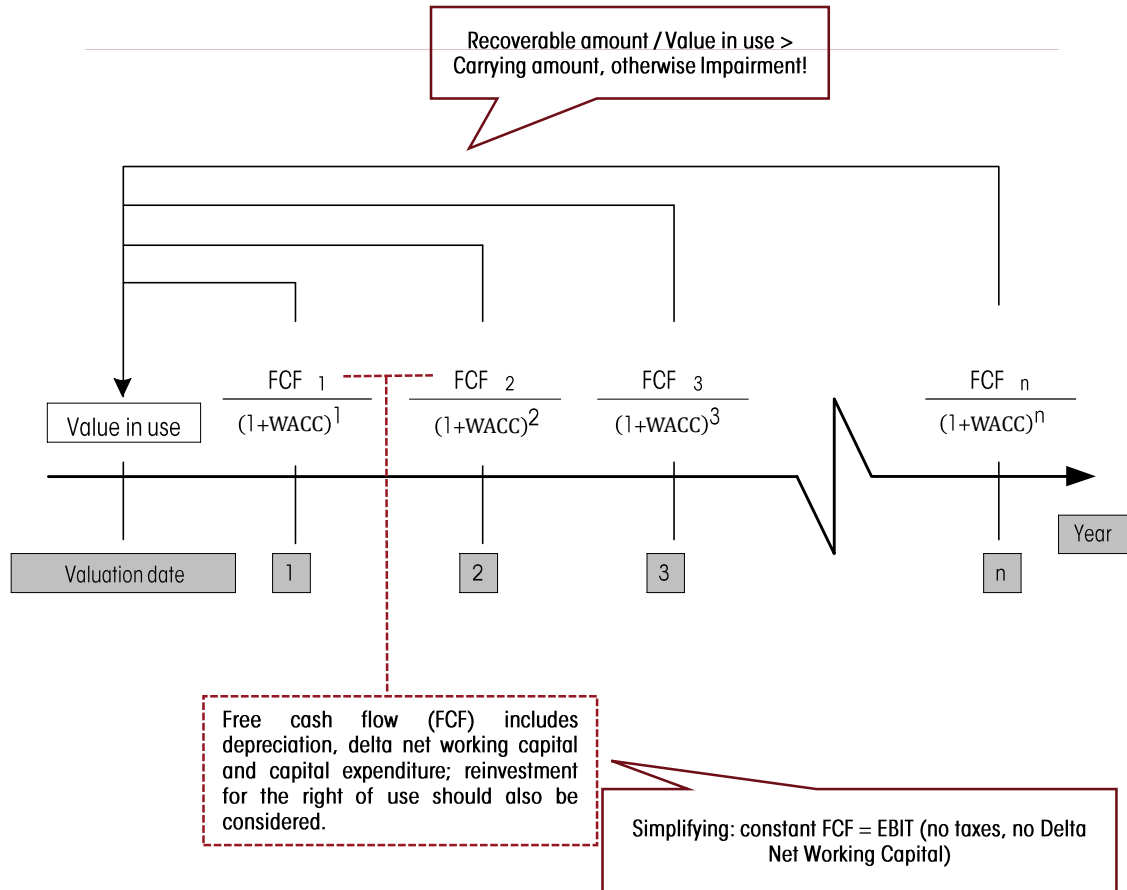 Recoverable amount / Value in use >
Carrying amount, otherwise Impairment!
FCF 1
(1+WACC)1
FCF 2
(1+WACC)2
FCF 3
(1+WACC)3
FCF n
(1+WACC)n
Value in use
Year
Valuation date
1
2
3
n
Free cash flow (FCF) includes
depreciation, delta net working capital
and capital expenditure; reinvestment
for the right of use should also be
considered.
Simplifying: constant FCF = EBIT (no taxes, no Delta
Net Working Capital)